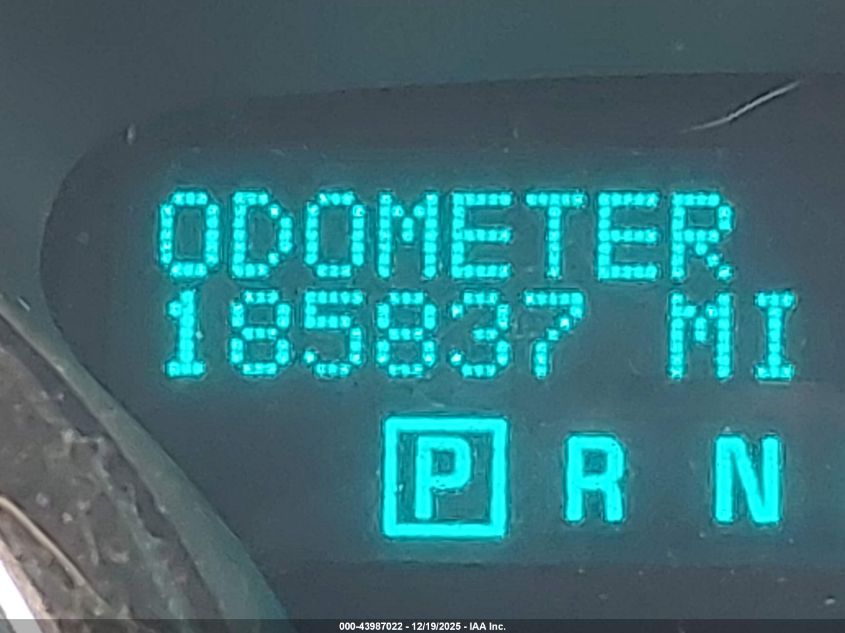 ODOMETER
185837 MI
P R N
000-43987022 - 12/19/2025 - IAA Inc.